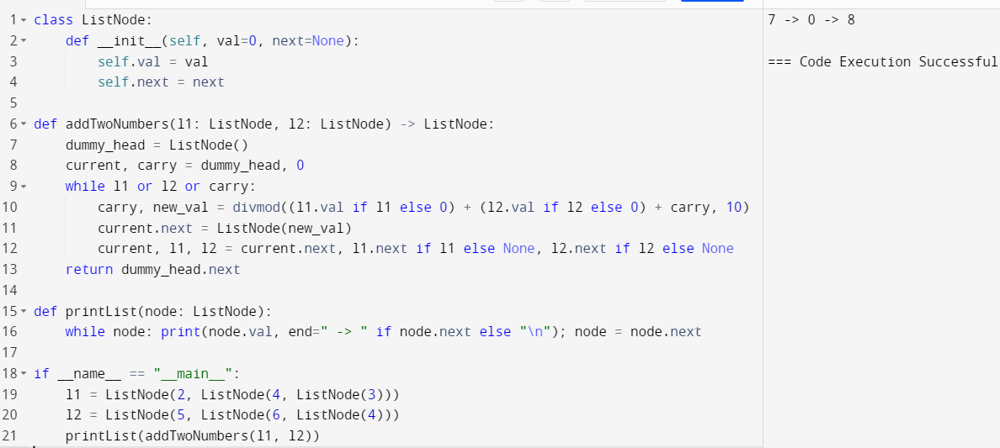 1 class ListNode:
2     def __init__(self, val=0, next=None):
3         self.val = val
4         self.next = next
5
6 def addTwoNumbers(l1: ListNode, l2: ListNode) -> ListNode:
7     dummy_head = ListNode()
8     current, carry = dummy_head, 0
9     while l1 or l2 or carry:
10         carry, new_val = divmod((l1.val if l1 else 0) + (l2.val if l2 else 0) + carry, 10)
11         current.next = ListNode(new_val)
12         current, l1, l2 = current.next, l1.next if l1 else None, l2.next if l2 else None
13     return dummy_head.next
14
15 def printList(node: ListNode):
16     while node: print(node.val, end=" -> " if node.next else "\n"); node = node.next
17
18 if __name__ == "__main__":
19     l1 = ListNode(2, ListNode(4, ListNode(3)))
20     l2 = ListNode(5, ListNode(6, ListNode(4)))
21     printList(addTwoNumbers(l1, l2))
7 -> 0 -> 8
=== Code Execution Successful